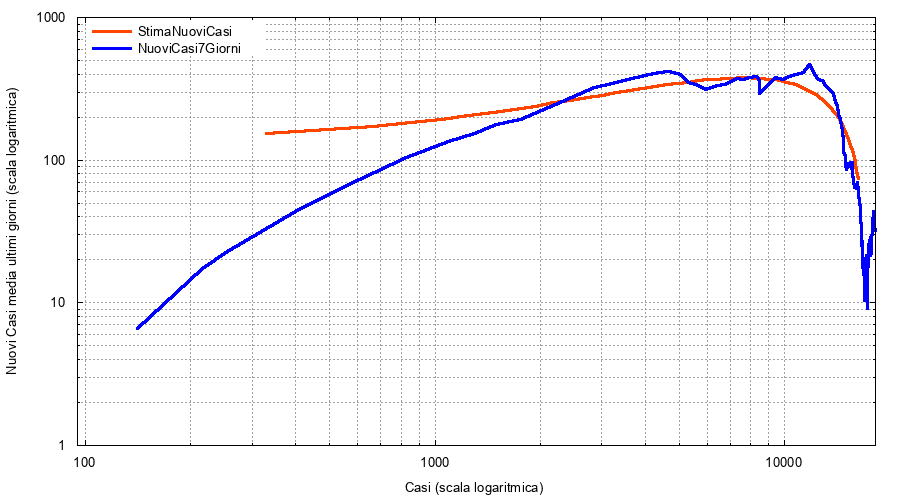 1000
StimaNuoviCasi
NuoviCasi7Giorni
100
10
1
Nuovi Casi media ultimi giorni (scala logaritmica)
100
1000
10000
Casi (scala logaritmica)